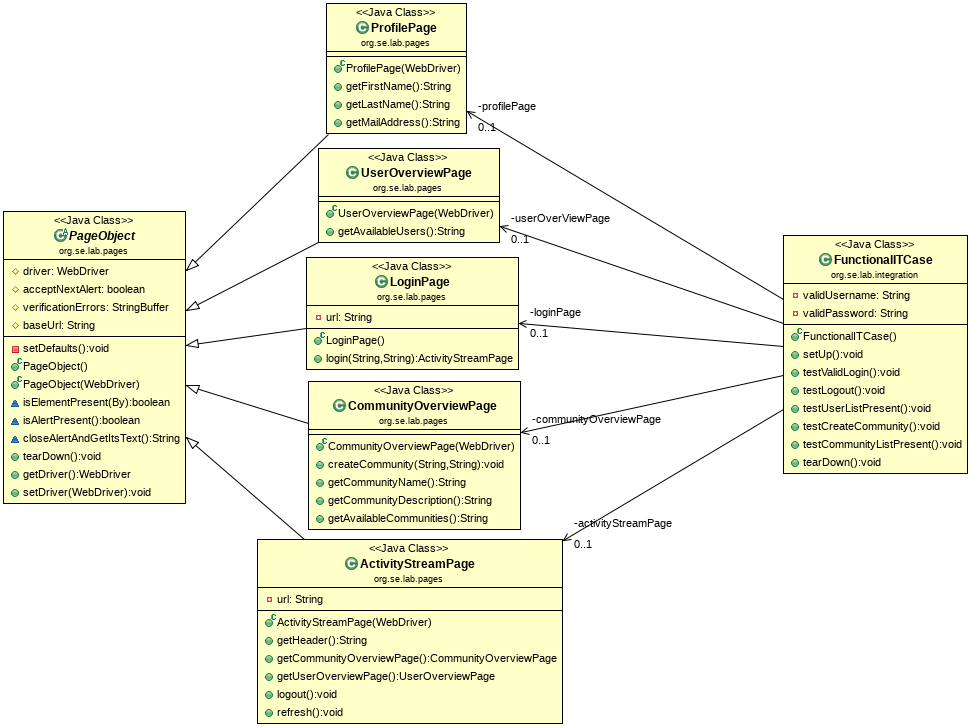 <<Java Class>>
ProfilePage
org.se.lab.pages
ProfilePage(WebDriver)
getFirstName():String
getLastName():String
getMailAddress():String
-profilePage
0..1
<<Java Class>>
UserOverviewPage
org.se.lab.pages
UserOverviewPage(WebDriver)
getAvailableUsers():String
-userOverViewPage
0..1
<<Java Class>>
PageObject
org.se.lab.pages
driver: WebDriver
acceptNextAlert: boolean
verificationErrors: StringBuffer
baseUrl: String
setDefaults():void
PageObject()
PageObject(WebDriver)
isElementPresent(By):boolean
isAlertPresent():boolean
closeAlertAndGetItsText():String
tearDown():void
getDriver():WebDriver
setDriver(WebDriver):void
<<Java Class>>
LoginPage
org.se.lab.pages
url: String
LoginPage()
login(String,String):ActivityStreamPage
-loginPage
0..1
<<Java Class>>
FunctionalITCase
org.se.lab.integration
validUsername: String
validPassword: String
FunctionalITCase()
setUp():void
testValidLogin():void
testLogout():void
testUserListPresent():void
testCreateCommunity():void
testCommunityListPresent():void
tearDown():void
<<Java Class>>
CommunityOverviewPage
org.se.lab.pages
CommunityOverviewPage(WebDriver)
createCommunity(String,String):void
getCommunityName():String
getCommunityDescription():String
getAvailableCommunities():String
-communityOverviewPage
0..1
-activityStreamPage
0..1
<<Java Class>>
ActivityStreamPage
org.se.lab.pages
url: String
ActivityStreamPage(WebDriver)
getHeader():String
getCommunityOverviewPage():CommunityOverviewPage
getUserOverviewPage():UserOverviewPage
logout():void
refresh():void